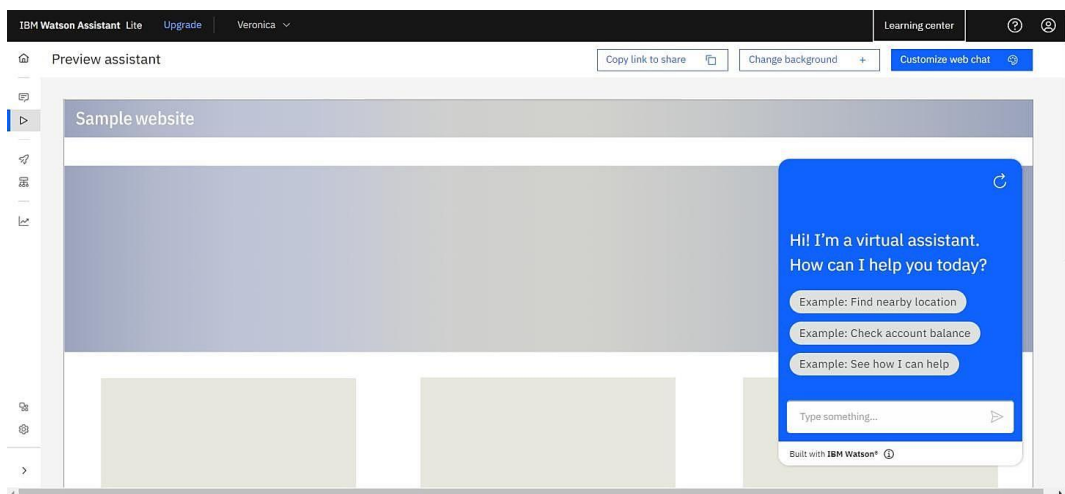 IBM Watson Assistant Lite Upgrade Veronica Learning center
Preview assistant Copy link to share Change background + Customize web chat
Sample website
Hi! I'm a virtual assistant.
How can I help you today?
Example: Find nearby location
Example: Check account balance
Example: See how I can help
Type something...
Built with IBM Watson®